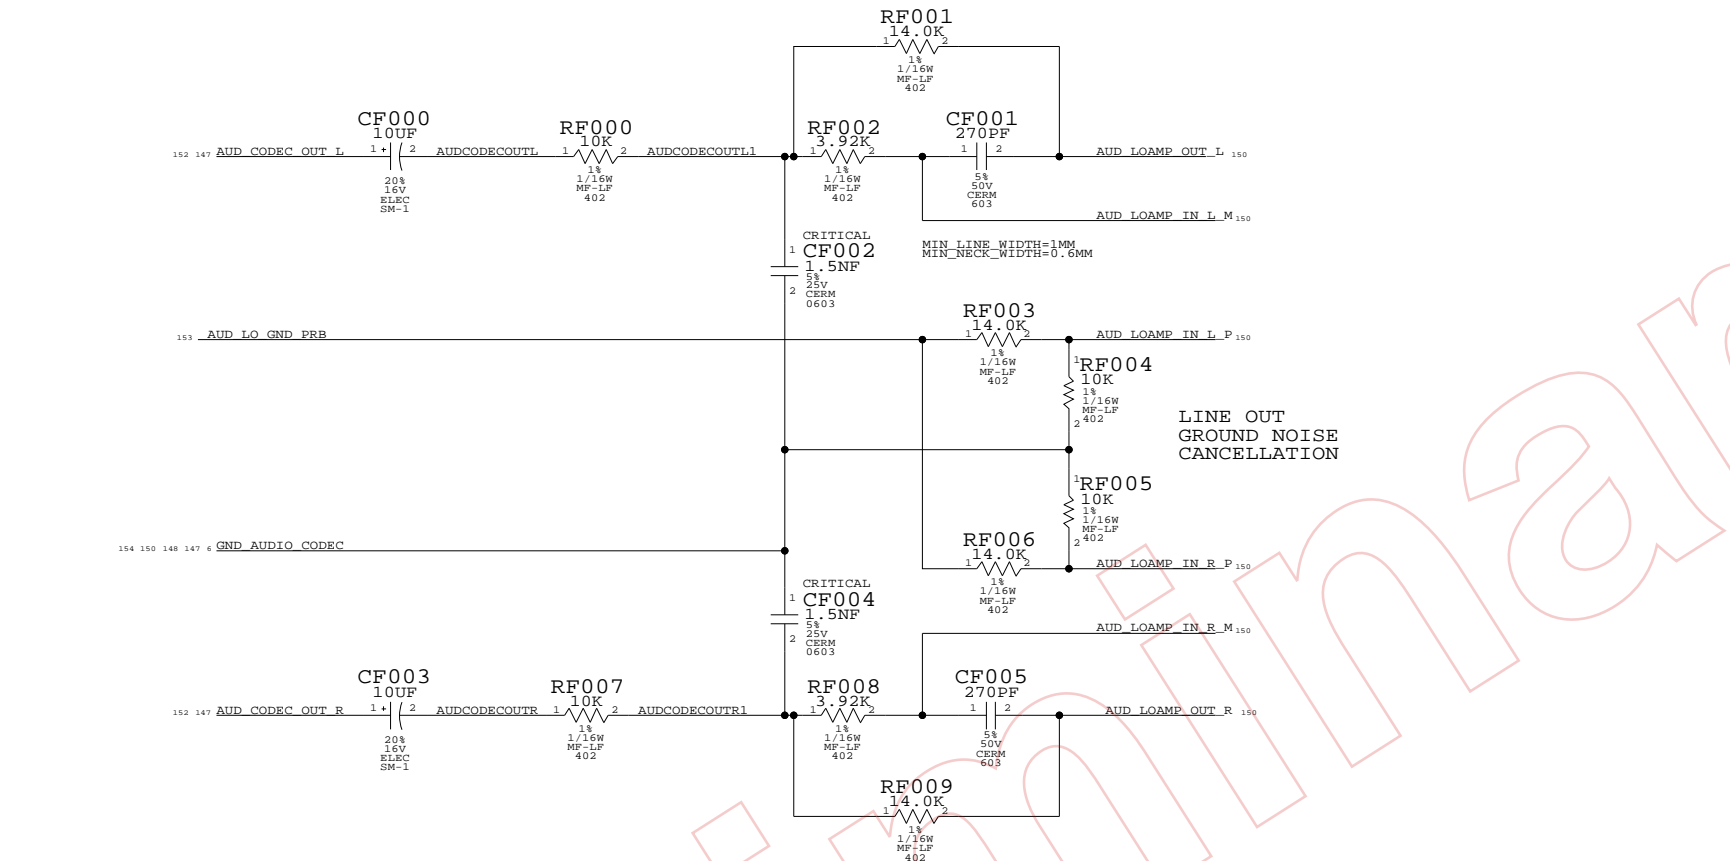 RF001
14.0K
1 2
1%
1/16W
MF-LF
402
CF000
10UF
1 + 2
20%
16V
ELEC
SM-1
RF000
10K
1 2
1%
1/16W
MF-LF
402
RF002
3.92K
1 2
1%
1/16W
MF-LF
402
CF001
270PF
1 2
5%
50V
CERM
603
152 147 AUD_CODEC_OUT_L
AUDCODECOUTL
AUDCODECOUTL1
AUD_LOAMP_OUT_L 150
AUD_LOAMP_IN_L_M 150
MIN_LINE_WIDTH=1MM
MIN_NECK_WIDTH=0.6MM
CRITICAL
1 CF002
1.5NF
5%
25V
2 CERM
0603
153 AUD_LO_GND_PRB
RF003
14.0K
1 2
1%
1/16W
MF-LF
402
AUD_LOAMP_IN_L_P 150
1 RF004
10K
1%
1/16W
MF-LF
2 402
LINE OUT
GROUND NOISE
CANCELLATION
1 RF005
10K
1%
1/16W
MF-LF
2 402
154 150 148 147 6 GND_AUDIO_CODEC
RF006
14.0K
1 2
1%
1/16W
MF-LF
402
AUD_LOAMP_IN_R_P 150
CRITICAL
1 CF004
1.5NF
5%
25V
2 CERM
0603
AUD_LOAMP_IN_R_M 150
CF003
10UF
1 + 2
20%
16V
ELEC
SM-1
RF007
10K
1 2
1%
1/16W
MF-LF
402
RF008
3.92K
1 2
1%
1/16W
MF-LF
402
CF005
270PF
1 2
5%
50V
CERM
603
152 147 AUD_CODEC_OUT_R
AUDCODECOUTR
AUDCODECOUTR1
AUD_LOAMP_OUT_R 150
RF009
14.0K
1 2
1%
1/16W
MF-LF
402